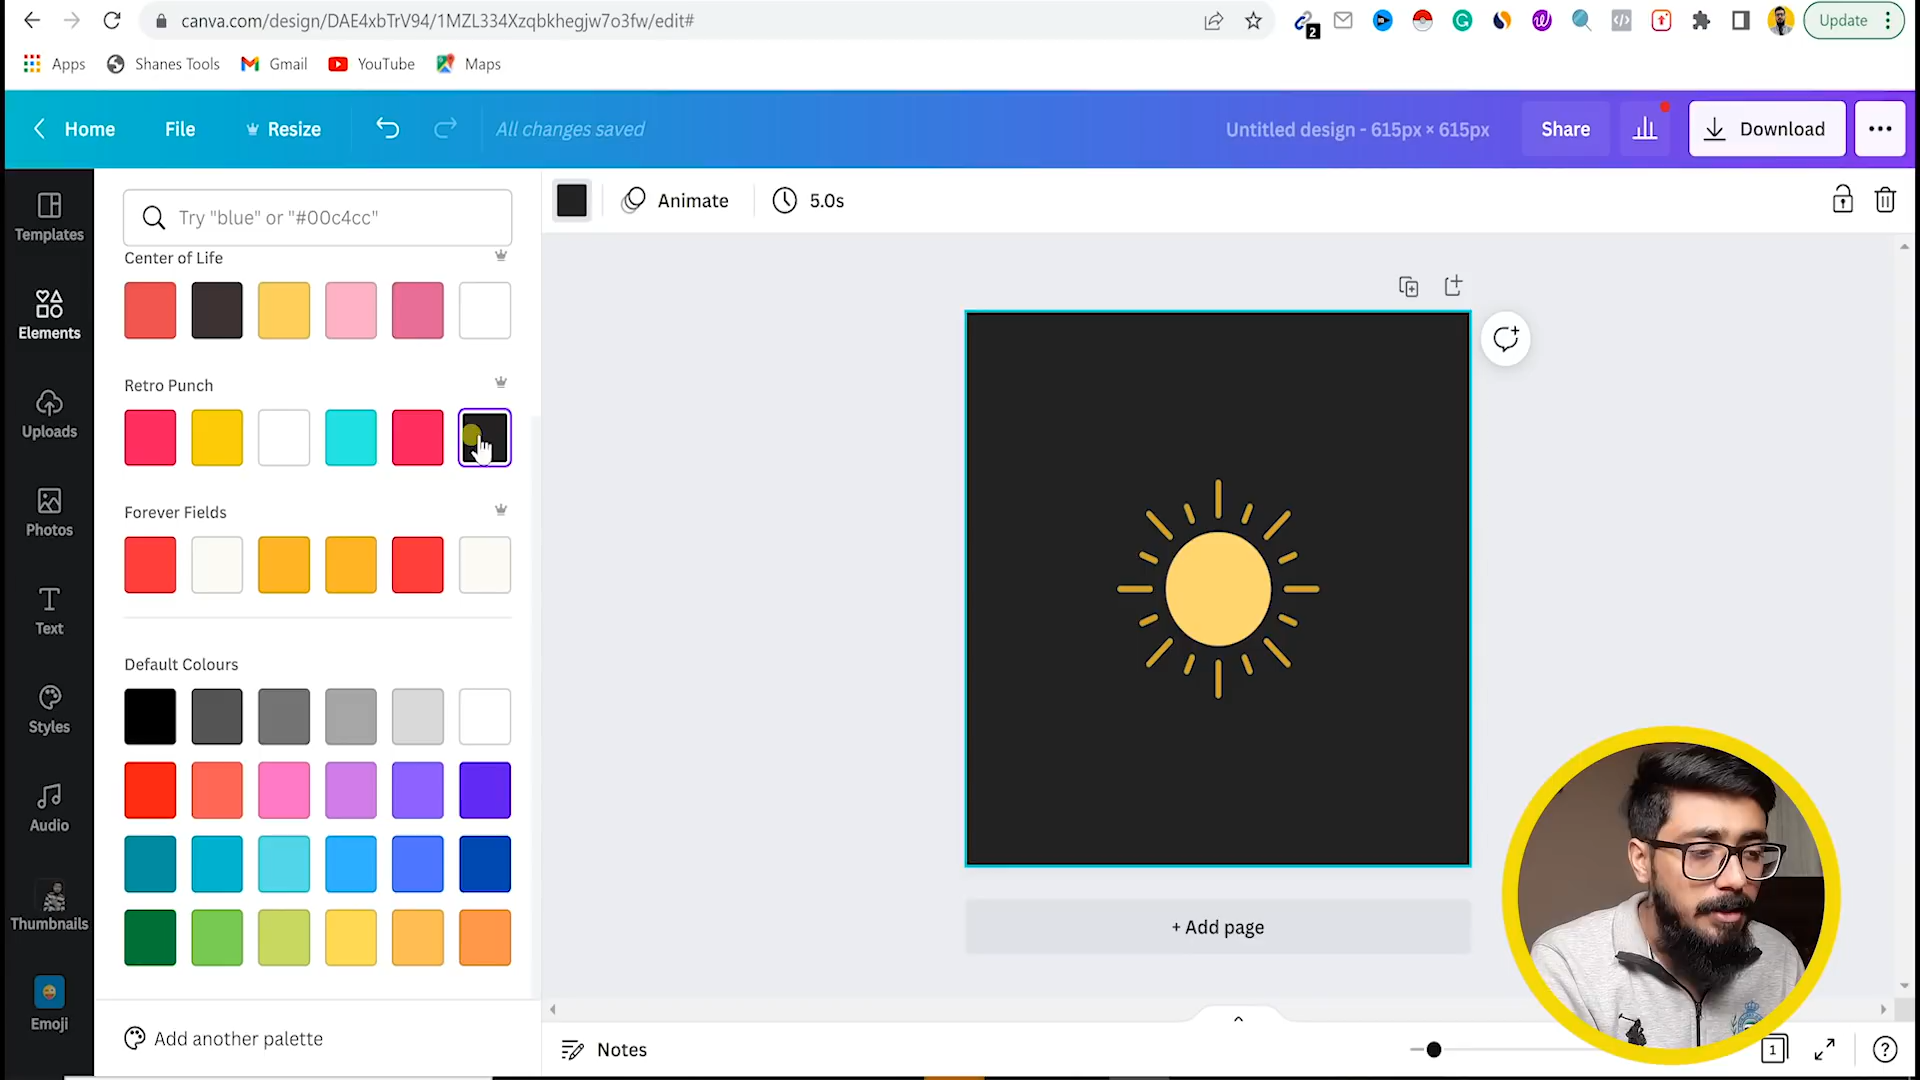 canva.com/design/DAE4xbTrV94/1MZL334Xzqbkhegjw7o3fw/edit#
2
Update
Apps
Shanes Tools
Gmail
YouTube
Maps
Home
File
Resize
All changes saved
Untitled design - 615px × 615px
Share
Download
Templates
Elements
Uploads
Photos
Text
Styles
Audio
Thumbnails
Emoji
Try "blue" or "#00c4cc"
Center of Life
Retro Punch
Forever Fields
Default Colours
Add another palette
Animate
5.0s
+ Add page
Notes
1